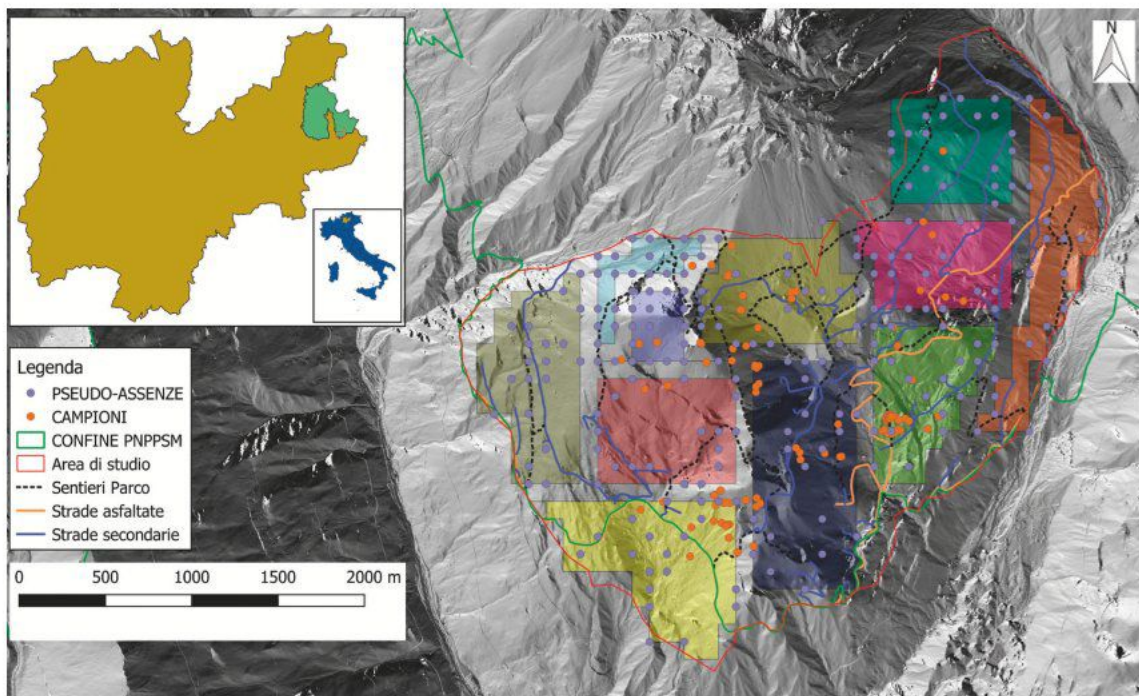 N
Legenda
PSEUDO-ASSENZE
CAMPIONI
CONFINE PNPPSM
Area di studio
Sentieri Parco
Strade asfaltate
Strade secondarie
0 500 1000 1500 2000 m